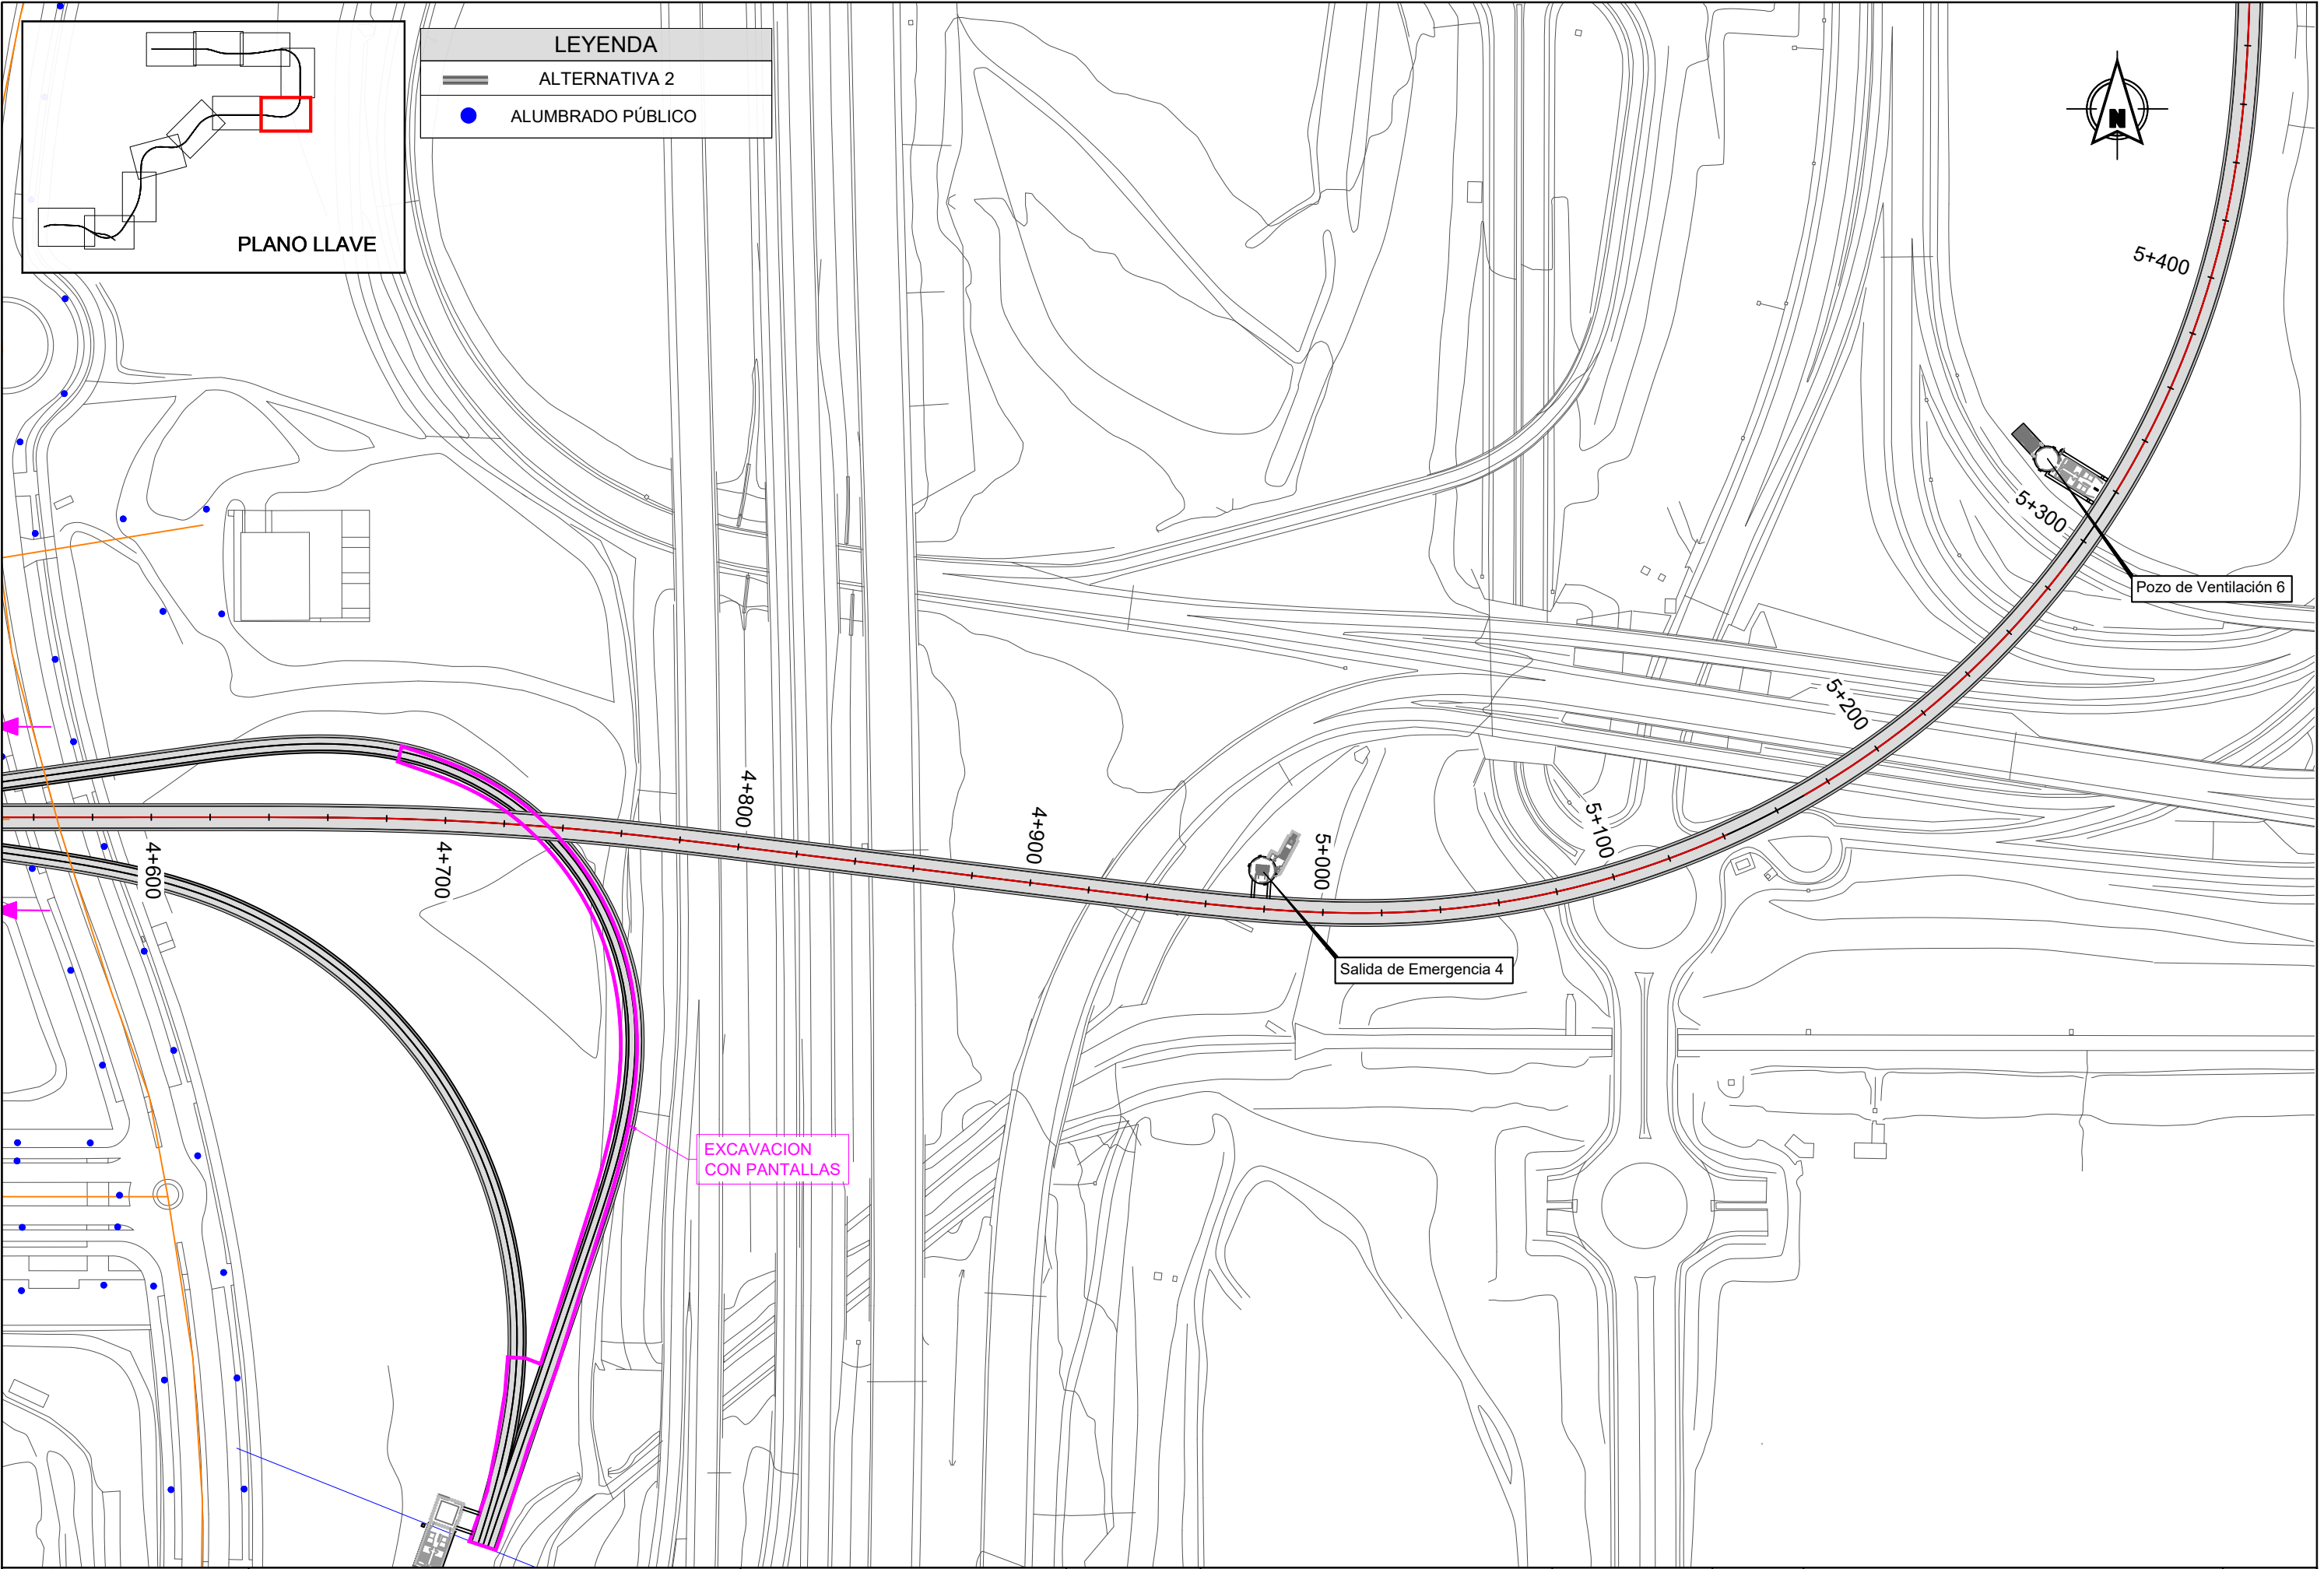 LEYENDA
ALTERNATIVA 2
ALUMBRADO PÚBLICO
PLANO LLAVE
N
5+400
5+300
Pozo de Ventilación 6
5+200
4+800
4+900
5+000
5+100
4+600
4+700
Salida de Emergencia 4
EXCAVACION
CON PANTALLAS